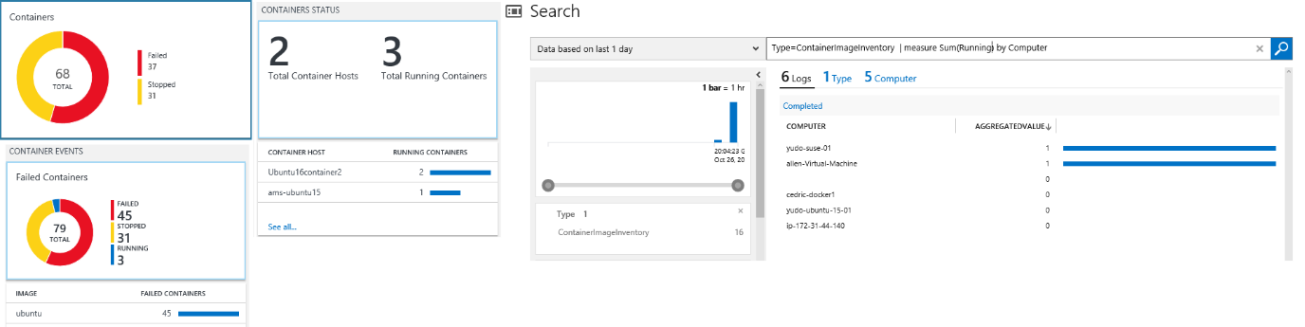 Containers
68
TOTAL
Failed
37
Stopped
31
CONTAINER EVENTS
Failed Containers
79
TOTAL
FAILED
45
STOPPED
31
RUNNING
3
IMAGE FAILED CONTAINERS
ubuntu 45
CONTAINERS STATUS
2 3
Total Container Hosts Total Running Containers
CONTAINER HOST RUNNING CONTAINERS
Ubuntu16container2 2
ams-ubuntu15 1
See all...
Search
Data based on last 1 day
Type=ContainerImageInventory | measure Sum(Running) by Computer
1 bar = 1 hr
20:04:23
Oct 26, 20
Type 1
ContainerImageInventory 16
6 Logs 1 Type 5 Computer
Completed
COMPUTER AGGREGATEDVALUE↓
yudo-suse-01 1
alien-Virtual-Machine 1
0
cedric-docker1 0
yudo-ubuntu-15-01 0
ip-172-31-44-140 0